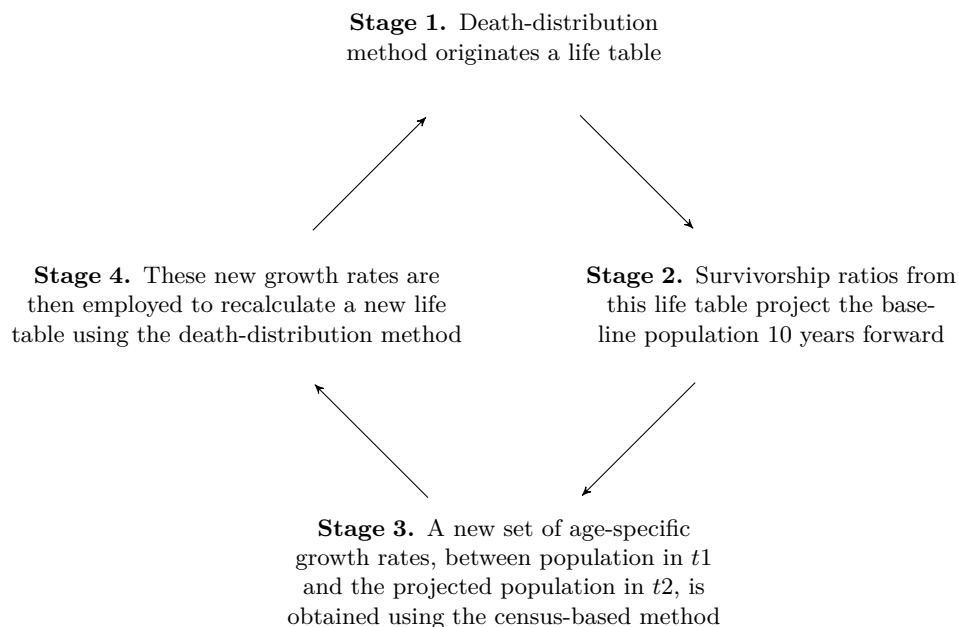 Stage 1. Death-distribution
method originates a life table
Stage 4. These new growth rates are
then employed to recalculate a new life
table using the death-distribution method
Stage 2. Survivorship ratios from
this life table project the base-
line population 10 years forward
Stage 3. A new set of age-specific
growth rates, between population in t1
and the projected population in t2, is
obtained using the census-based method